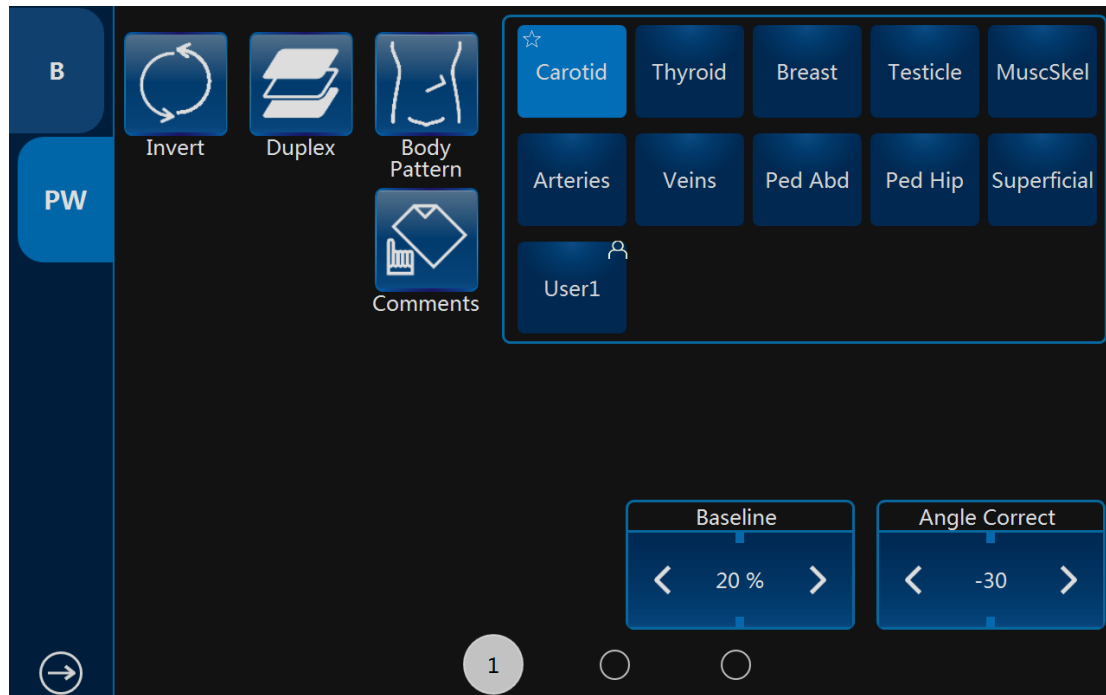 B
PW
Invert
Duplex
Body
Pattern
Comments
Carotid
Thyroid
Breast
Testicle
MuscSkel
Arteries
Veins
Ped Abd
Ped Hip
Superficial
User1
Baseline
20 %
Angle Correct
-30
1